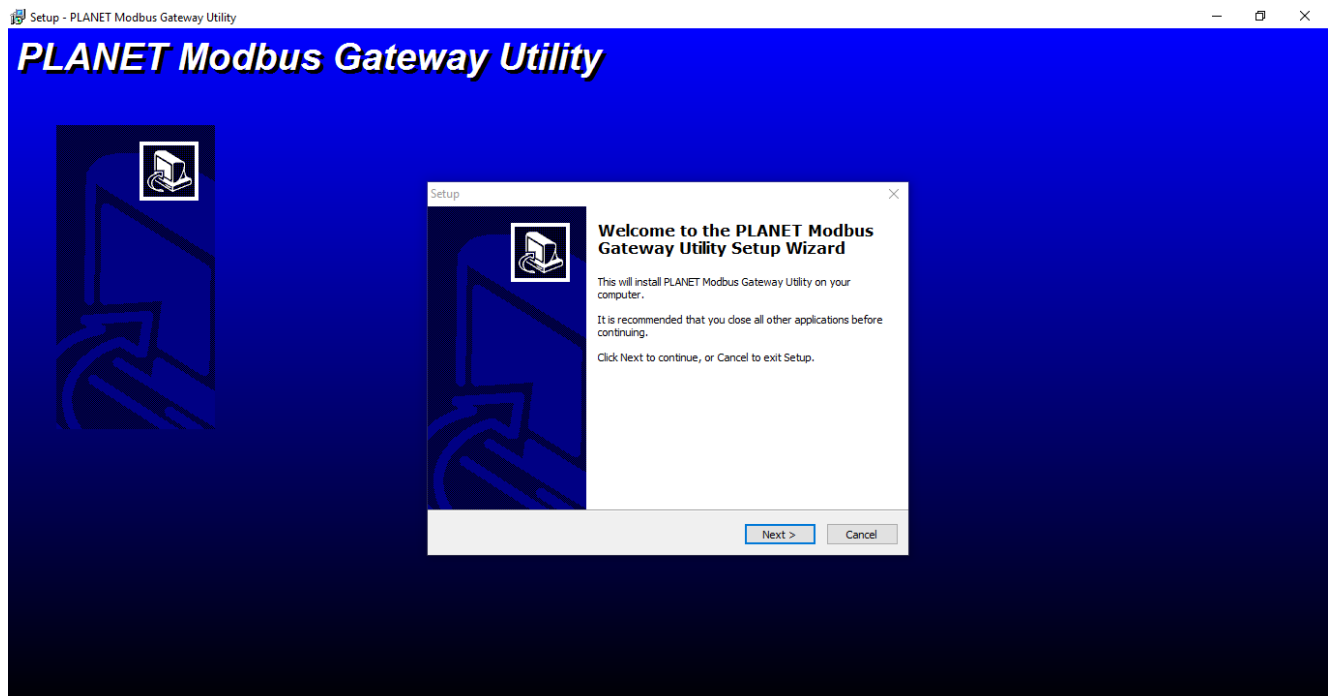 Setup - PLANET Modbus Gateway Utility
PLANET Modbus Gateway Utility
Setup
Welcome to the PLANET Modbus
Gateway Utility Setup Wizard
This will install PLANET Modbus Gateway Utility on your
computer.
It is recommended that you close all other applications before
continuing.
Click Next to continue, or Cancel to exit Setup.
Next >
Cancel